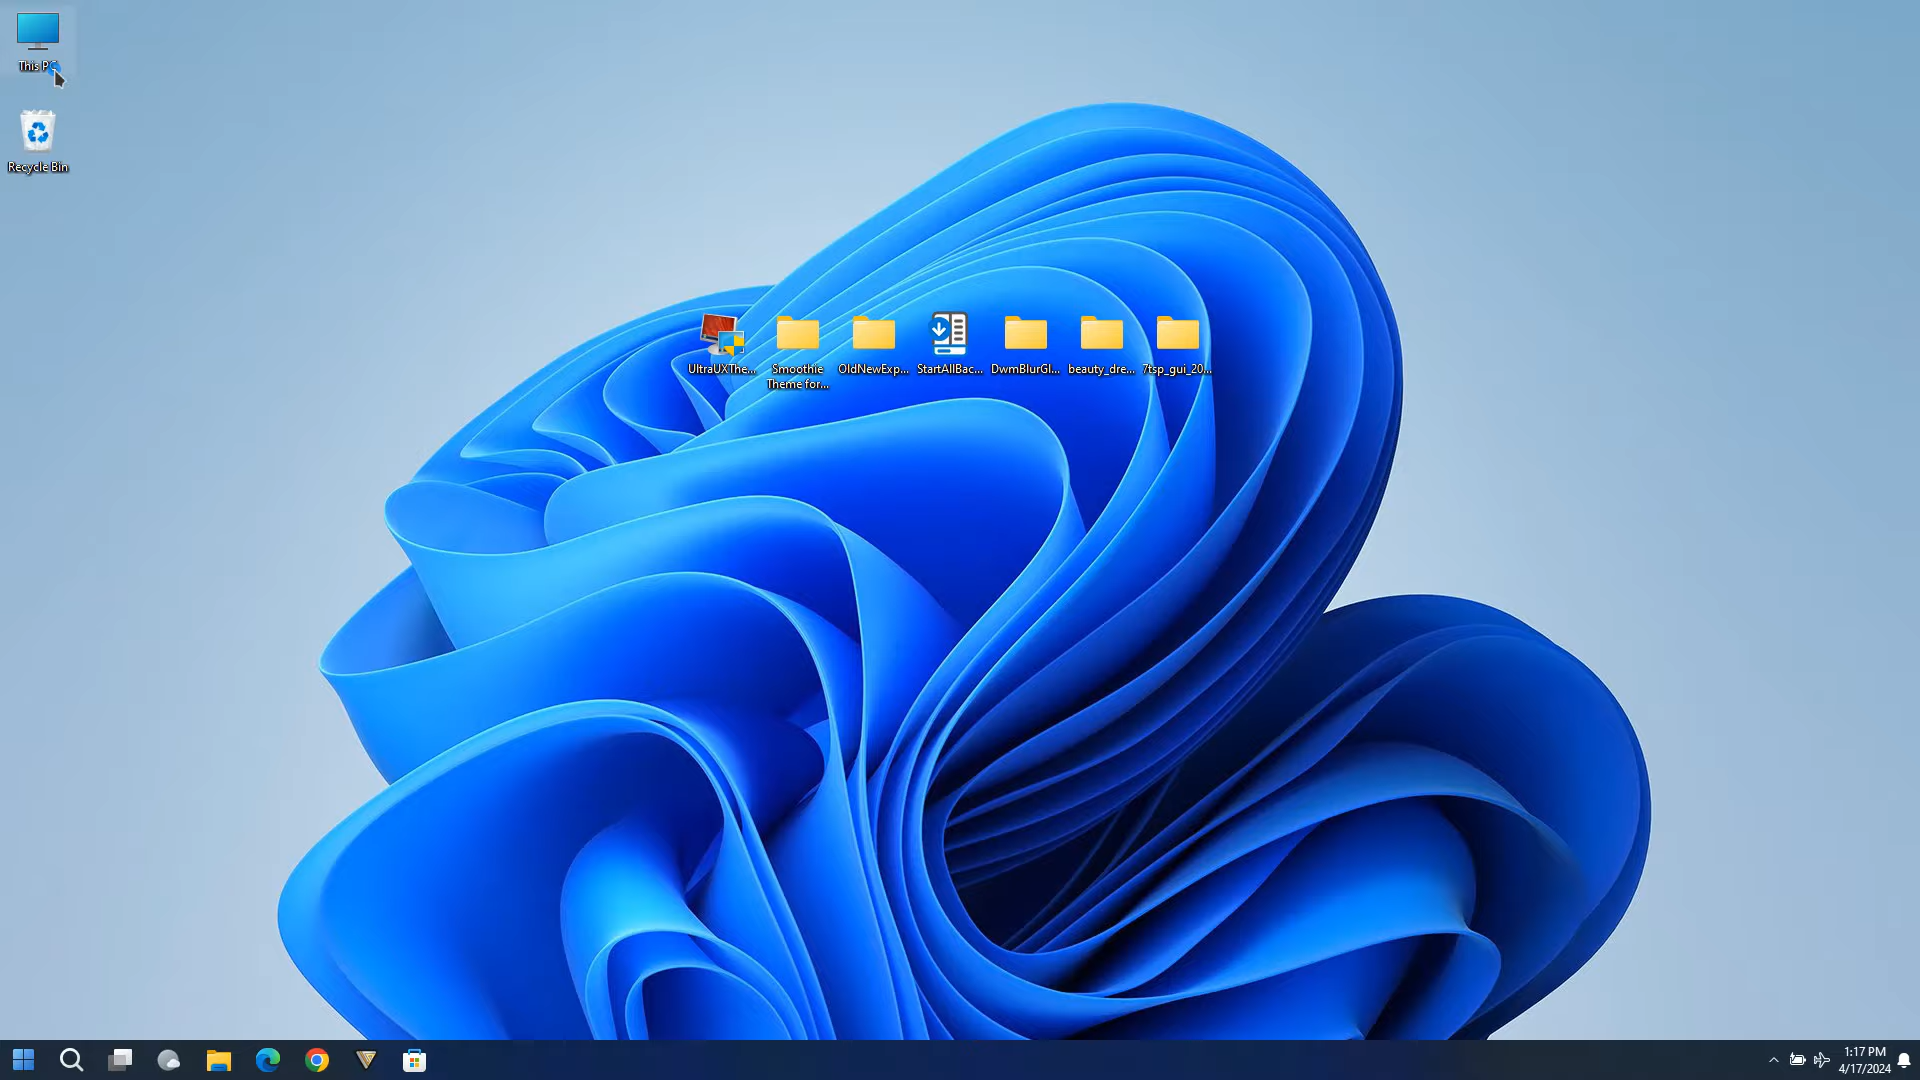 This PC
Recycle Bin
UltraUXThe...
Smoothie
Theme for...
OldNewExp...
StartAllBac...
DwmBlurGl...
beauty_dre...
7tsp_gui_20...
1:17 PM
4/17/2024